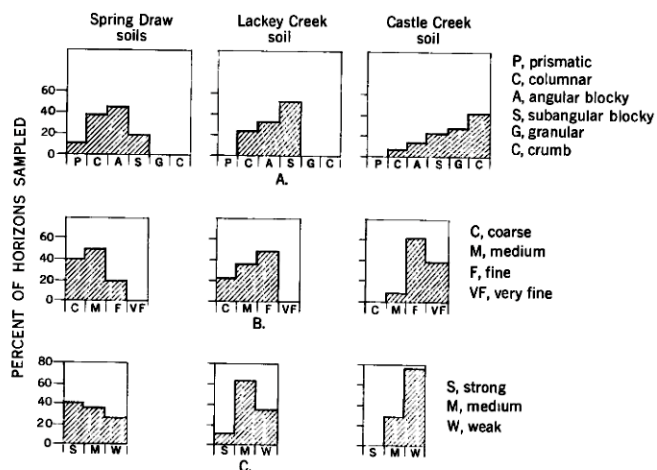 Spring Draw
soils
Lackey Creek
soil
Castle Creek
soil
PERCENT OF HORIZONS SAMPLED
60
40
20
0
P C A S G C
P C A S G C
P C A S G C
A.
P, prismatic
C, columnar
A, angular blocky
S, subangular blocky
G, granular
C, crumb
60
40
20
0
C M F VF
C M F VF
C M F VF
B.
C, coarse
M, medium
F, fine
VF, very fine
80
60
40
20
0
S M W
S M W
S M W
C.
S, strong
M, medium
W, weak